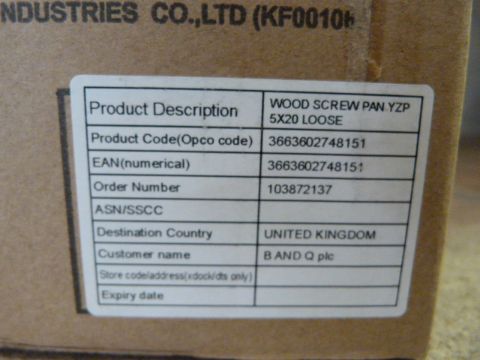 INDUSTRIES CO.,LTD (KF0010
Product Description WOOD SCREW PAN YZP
5X20 LOOSE
Product Code(Opco code) 3663602748151
EAN(numerical) 3663602748151
Order Number 103872137
ASN/SSCC
Destination Country UNITED KINGDOM
Customer name B AND Q plc
Store code/address(xdock/dts only)
Expiry date